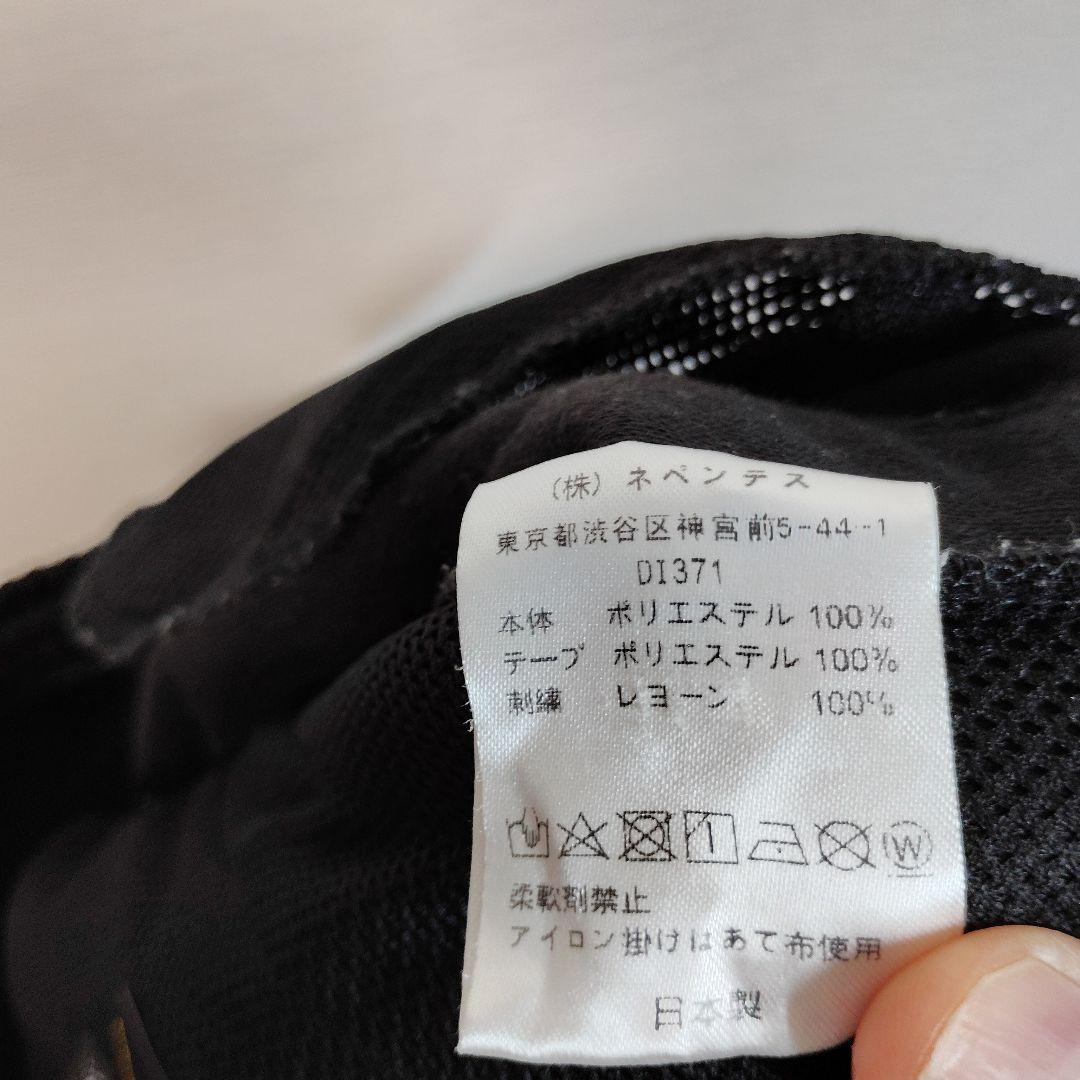 (株) ネペンテス
東京都渋谷区神宮前5-44-1
DI371
本体 ポリエステル 100%
テープ ポリエステル 100%
刺繍 レヨーン 100%
W
柔軟剤禁止
アイロン掛けはあて布使用
日本製